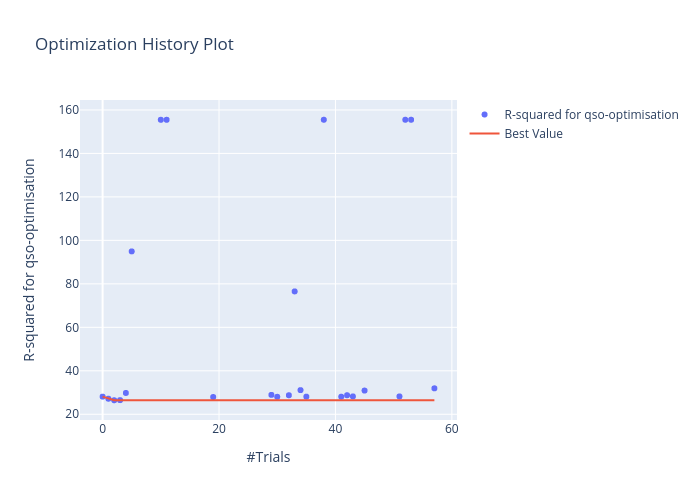 Optimization History Plot
R-squared for qso-optimisation
160
140
120
100
80
60
40
20
0
20
40
60
#Trials
R-squared for qso-optimisation
Best Value